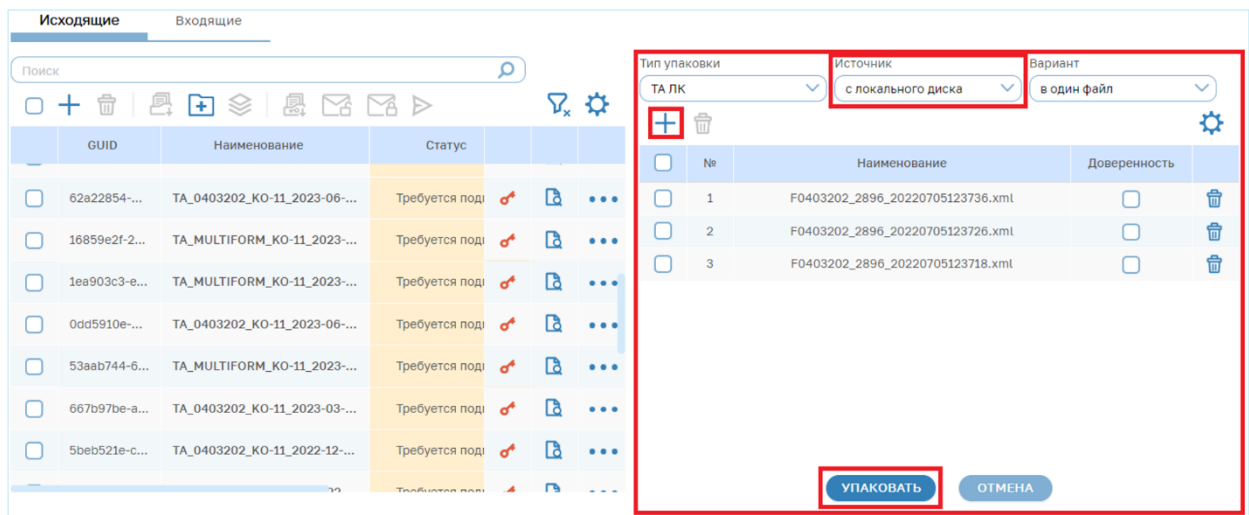 Исходящие Входящие
Поиск
GUID Наименование Статус
62a22854-... TA_0403202_KO-11_2023-06-... Требуется подп
16859e2f-2... TA_MULTIFORM_KO-11_2023-... Требуется подп
1ea903c3-e... TA_MULTIFORM_KO-11_2023-... Требуется подп
0dd5910e-... TA_0403202_KO-11_2023-06-... Требуется подп
53aab744-6... TA_MULTIFORM_KO-11_2023-... Требуется подп
667b97be-a... TA_0403202_KO-11_2023-03-... Требуется подп
5beb521e-c... TA_0403202_KO-11_2022-12-... Требуется подп
Тип упаковки Источник Вариант
ТА ЛК с локального диска в один файл
№ Наименование Доверенность
1 F0403202_2896_20220705123736.xml
2 F0403202_2896_20220705123726.xml
3 F0403202_2896_20220705123718.xml
УПАКОВАТЬ ОТМЕНА